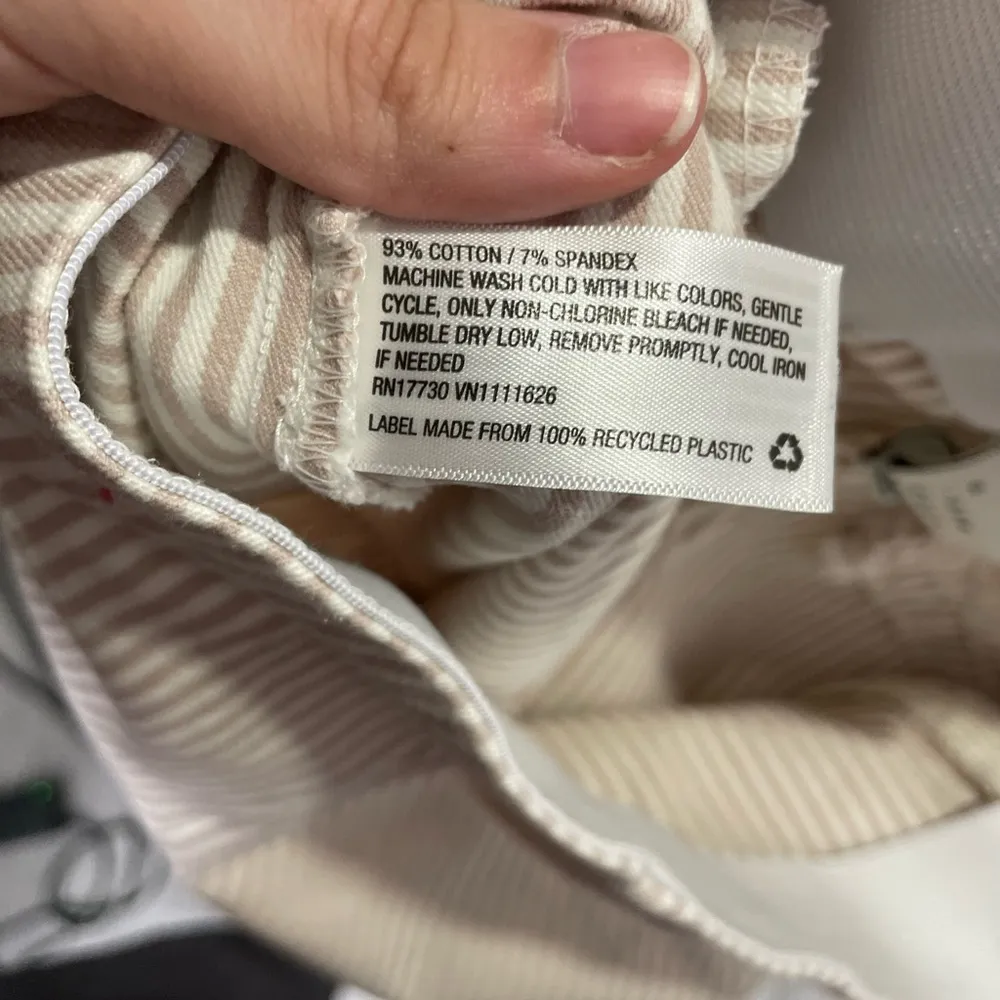 93% COTTON / 7% SPANDEX
MACHINE WASH COLD WITH LIKE COLORS, GENTLE
CYCLE, ONLY NON-CHLORINE BLEACH IF NEEDED,
TUMBLE DRY LOW, REMOVE PROMPTLY, COOL IRON
IF NEEDED
RN17730 VN1111626
LABEL MADE FROM 100% RECYCLED PLASTIC